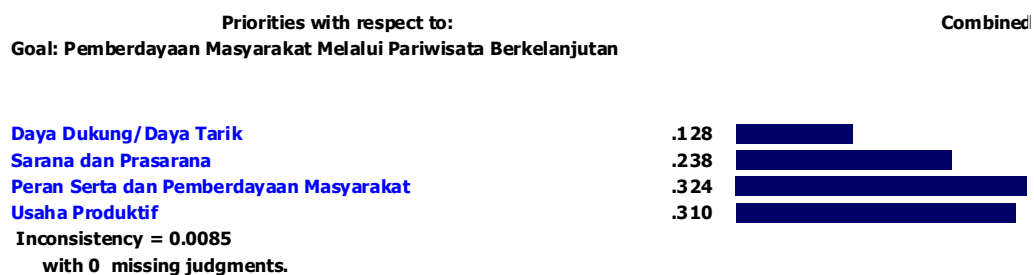 Priorities with respect to: Combined
Goal: Pemberdayaan Masyarakat Melalui Pariwisata Berkelanjutan
Daya Dukung/Daya Tarik .128
Sarana dan Prasarana .238
Peran Serta dan Pemberdayaan Masyarakat .324
Usaha Produktif .310
Inconsistency = 0.0085
with 0 missing judgments.